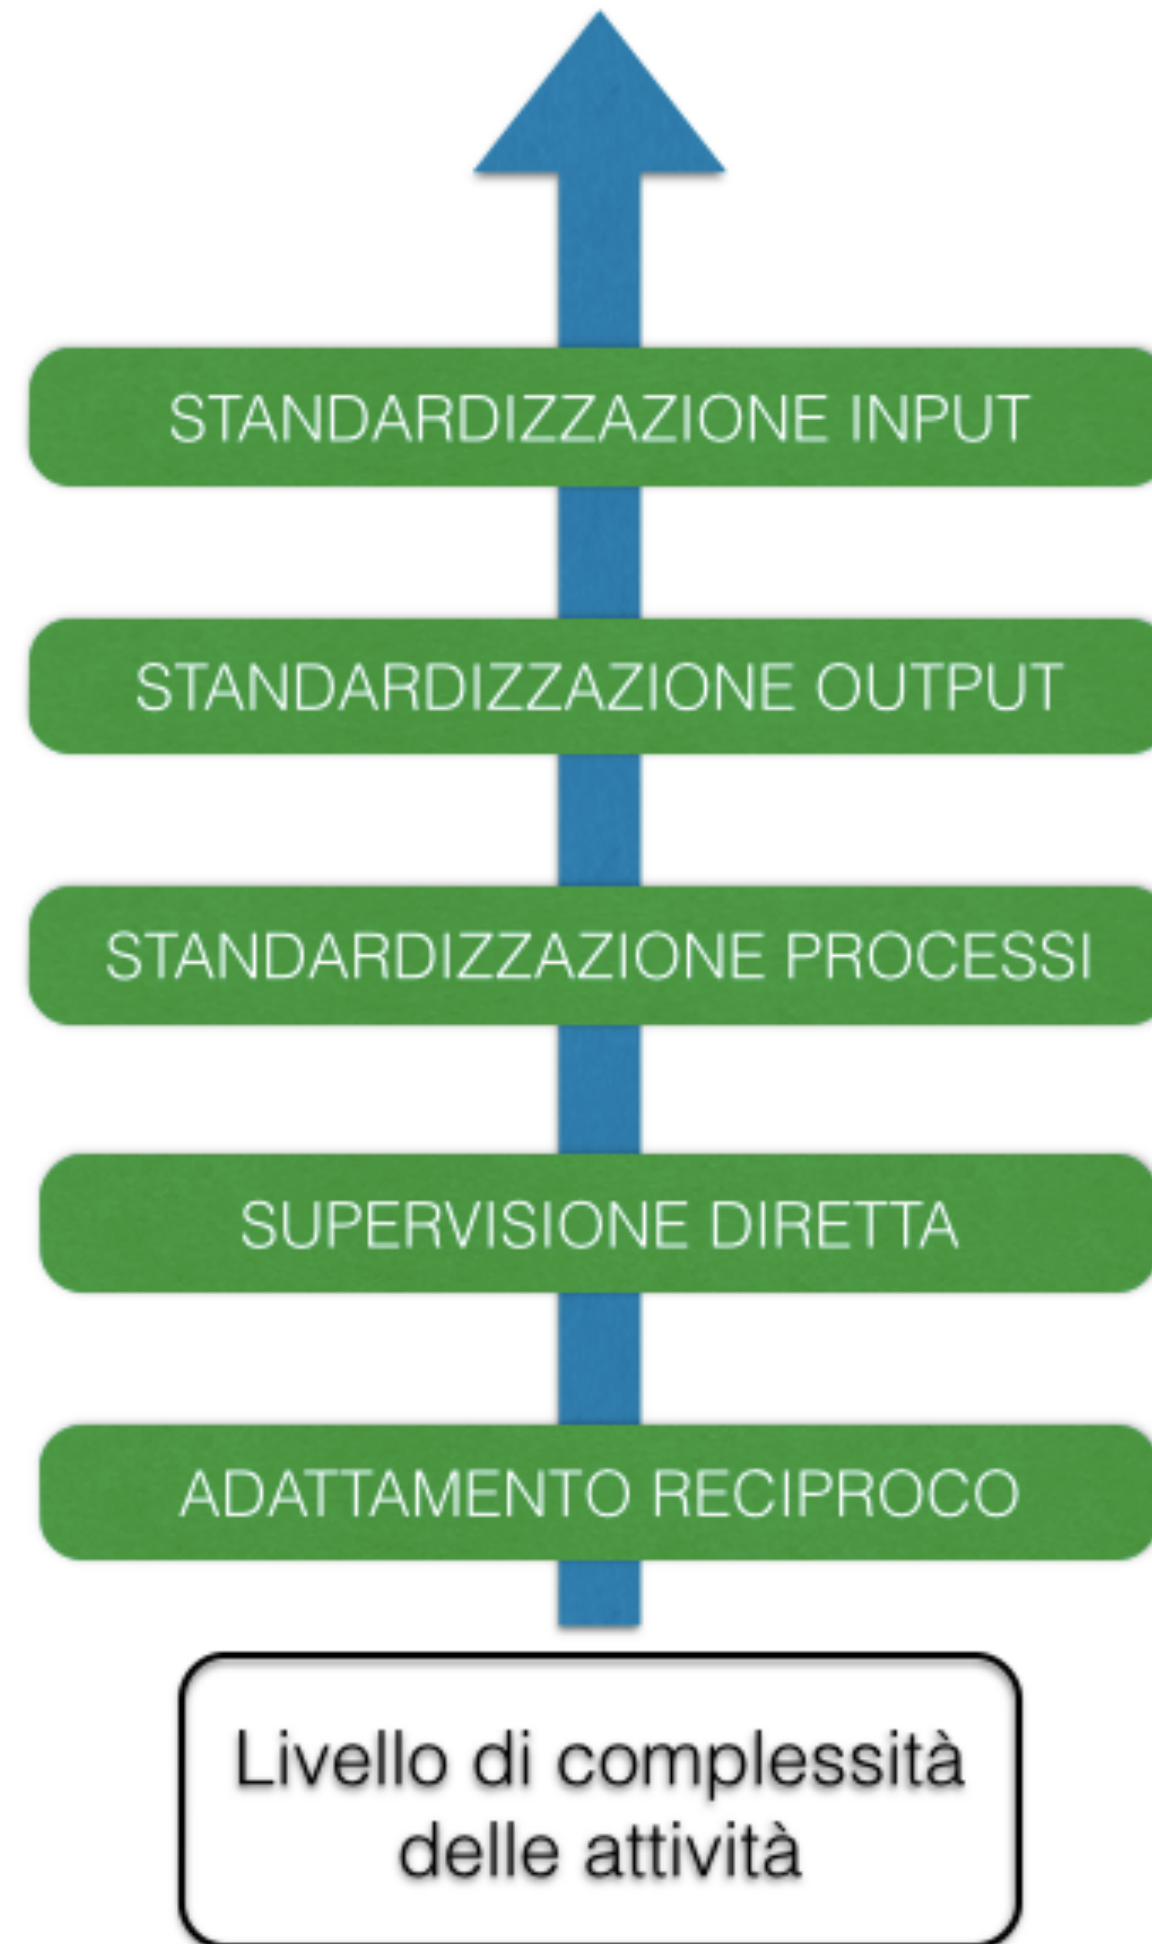 STANDARDIZZAZIONE INPUT
STANDARDIZZAZIONE OUTPUT
STANDARDIZZAZIONE PROCESSI
SUPERVISIONE DIRETTA
ADATTAMENTO RECIPROCO
Livello di complessità
delle attività